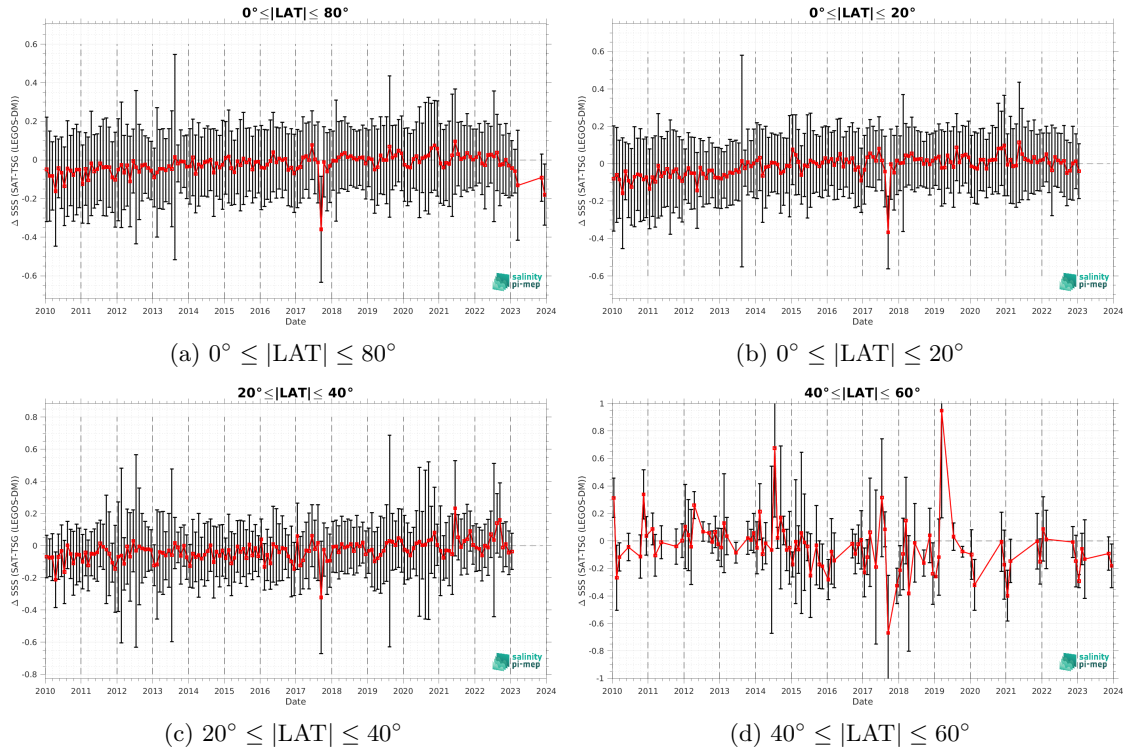 0°≤|LAT|≤ 80°
Δ SSS (SAT-TSG (LEGOS-DM))
0.6
0.4
0.2
0
-0.2
-0.4
-0.6
2010 2011 2012 2013 2014 2015 2016 2017 2018 2019 2020 2021 2022 2023 2024
Date
salinity
pi-mep
(a) 0° ≤ |LAT| ≤ 80°
0°≤|LAT|≤ 20°
Δ SSS (SAT-TSG (LEGOS-DM))
0.6
0.4
0.2
0
-0.2
-0.4
-0.6
2010 2011 2012 2013 2014 2015 2016 2017 2018 2019 2020 2021 2022 2023 2024
Date
salinity
pi-mep
(b) 0° ≤ |LAT| ≤ 20°
20°≤|LAT|≤ 40°
Δ SSS (SAT-TSG (LEGOS-DM))
0.8
0.6
0.4
0.2
0
-0.2
-0.4
-0.6
-0.8
2010 2011 2012 2013 2014 2015 2016 2017 2018 2019 2020 2021 2022 2023 2024
Date
salinity
pi-mep
(c) 20° ≤ |LAT| ≤ 40°
40°≤|LAT|≤ 60°
Δ SSS (SAT-TSG (LEGOS-DM))
1
0.8
0.6
0.4
0.2
0
-0.2
-0.4
-0.6
-0.8
-1
2010 2011 2012 2013 2014 2015 2016 2017 2018 2019 2020 2021 2022 2023 2024
Date
salinity
pi-mep
(d) 40° ≤ |LAT| ≤ 60°